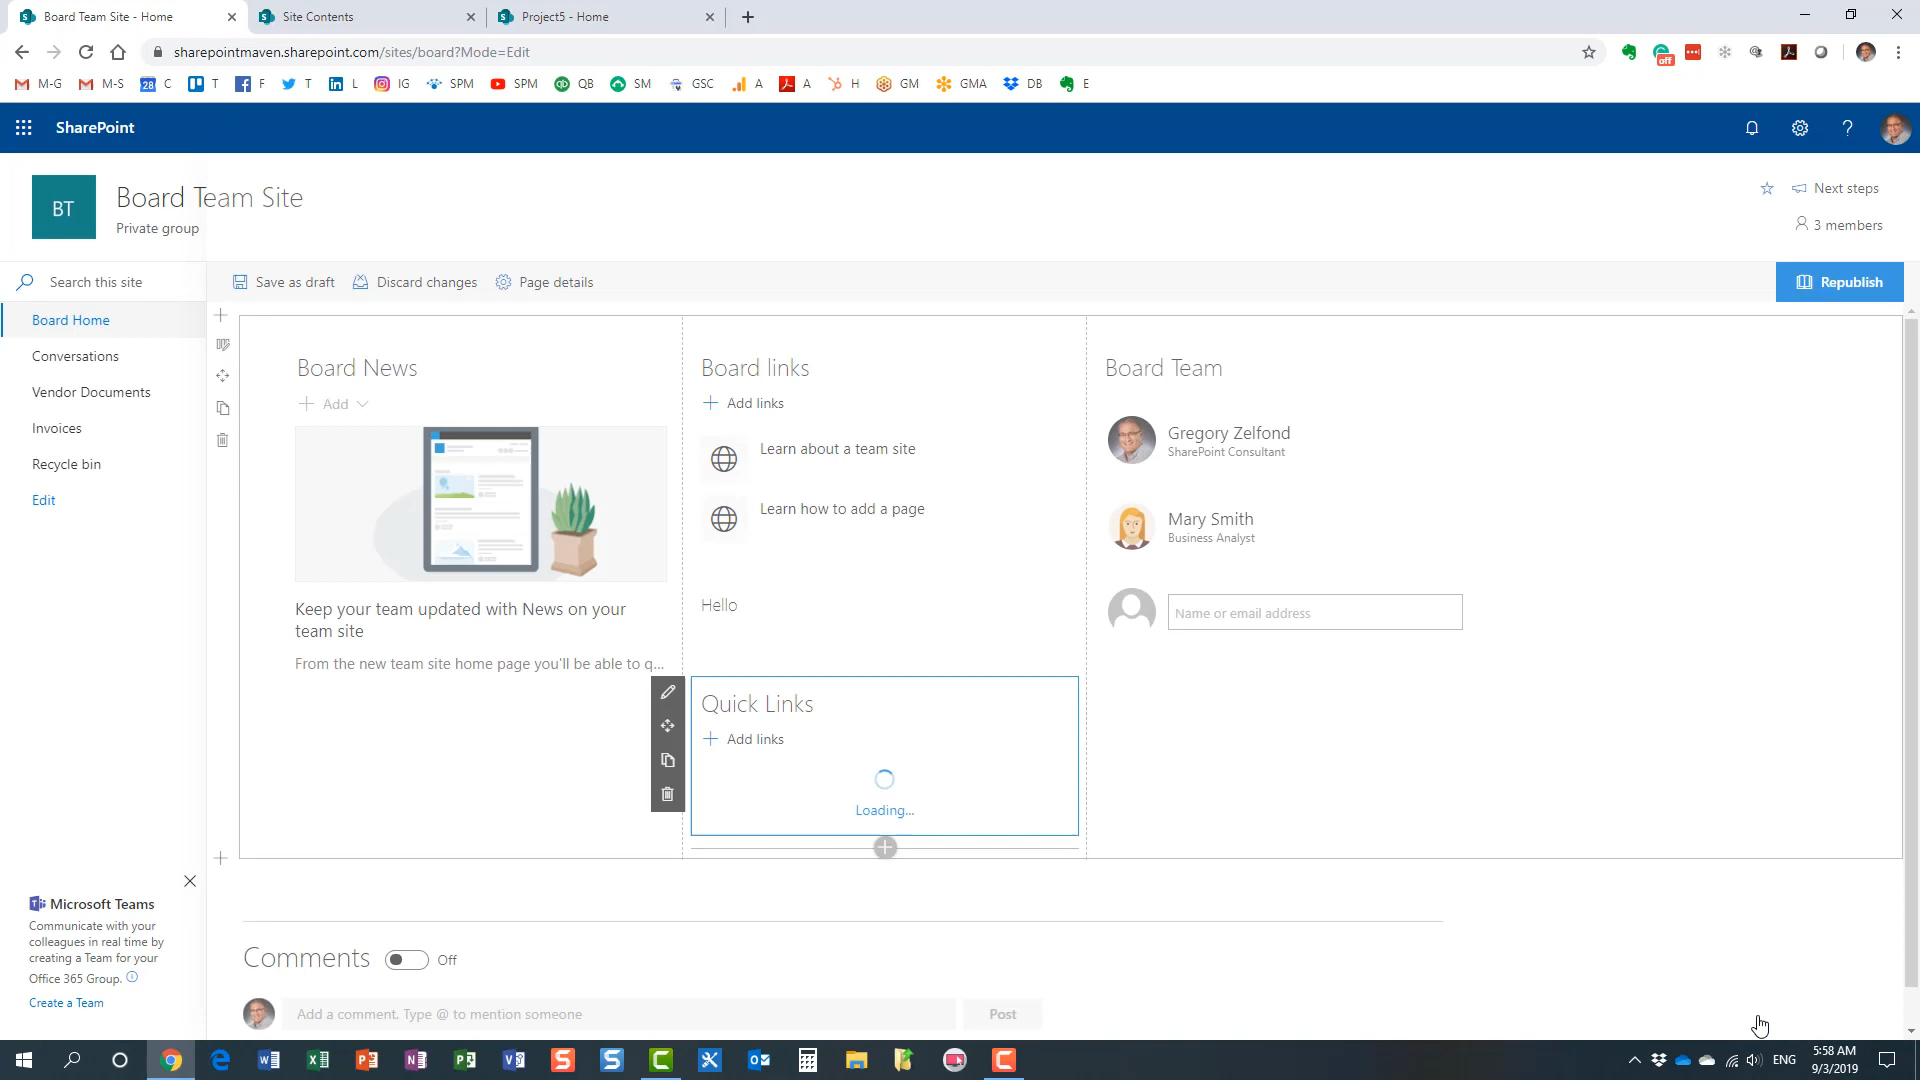 Board Team Site - Home
Site Contents
Project5 - Home
sharepointmaven.sharepoint.com/sites/board?Mode=Edit
off
M-G
M-S
28
C
T
F
T
L
IG
SPM
SPM
QB
SM
GSC
A
A
H
GM
GMA
DB
E
SharePoint
BT
Board Team Site
Private group
Next steps
3 members
Search this site
Save as draft
Discard changes
Page details
Republish
Board Home
Conversations
Vendor Documents
Invoices
Recycle bin
Edit
Board News
Add
Keep your team updated with News on your
team site
From the new team site home page you'll be able to q...
Board links
Add links
Learn about a team site
Learn how to add a page
Hello
Quick Links
Add links
Loading...
Board Team
Gregory Zelfond
SharePoint Consultant
Mary Smith
Business Analyst
Name or email address
Microsoft Teams
Communicate with your
colleagues in real time by
creating a Team for your
Office 365 Group.
Create a Team
Comments
Off
Add a comment. Type @ to mention someone
Post
ENG
5:58 AM
9/3/2019